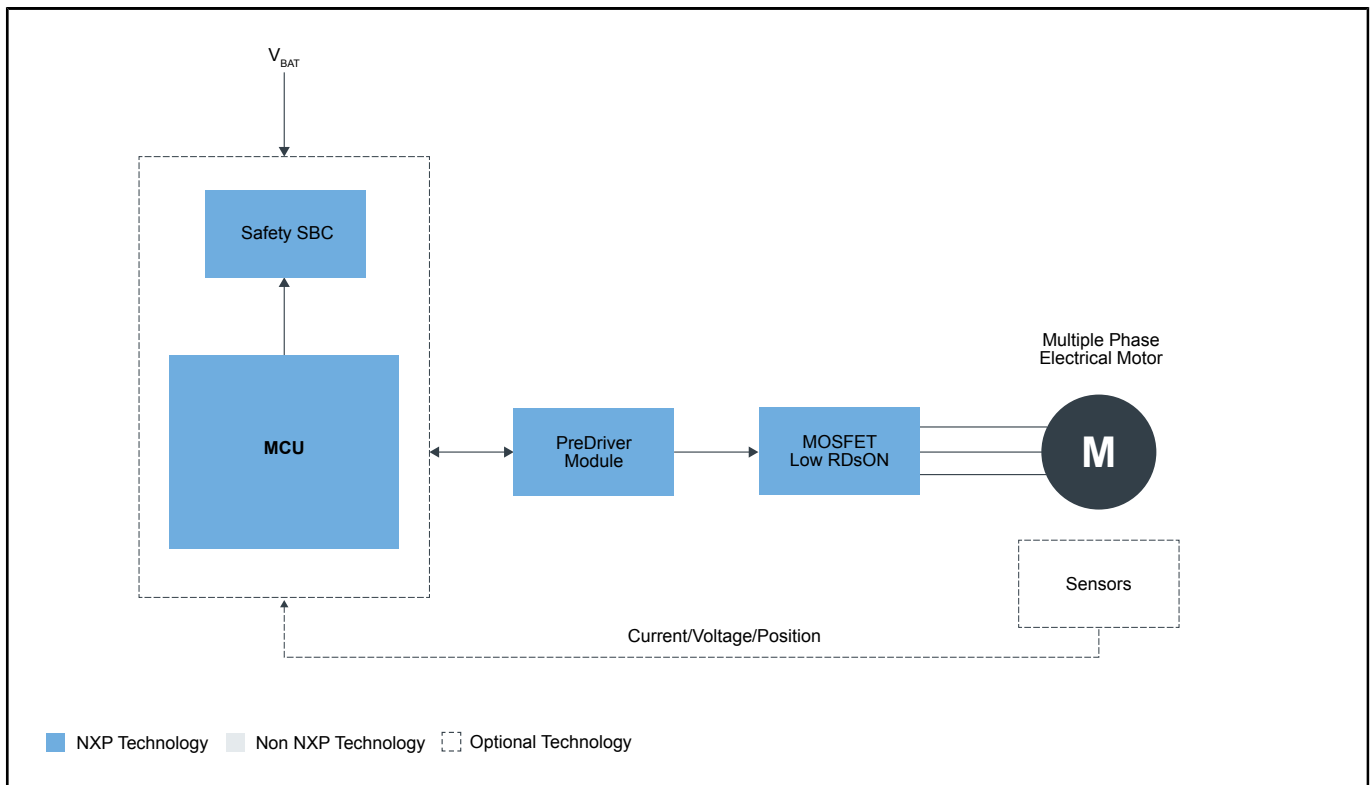 VBAT
Safety SBC
MCU
PreDriver
Module
MOSFET
Low RDsON
Multiple Phase
Electrical Motor
M
Sensors
Current/Voltage/Position
NXP Technology
Non NXP Technology
Optional Technology